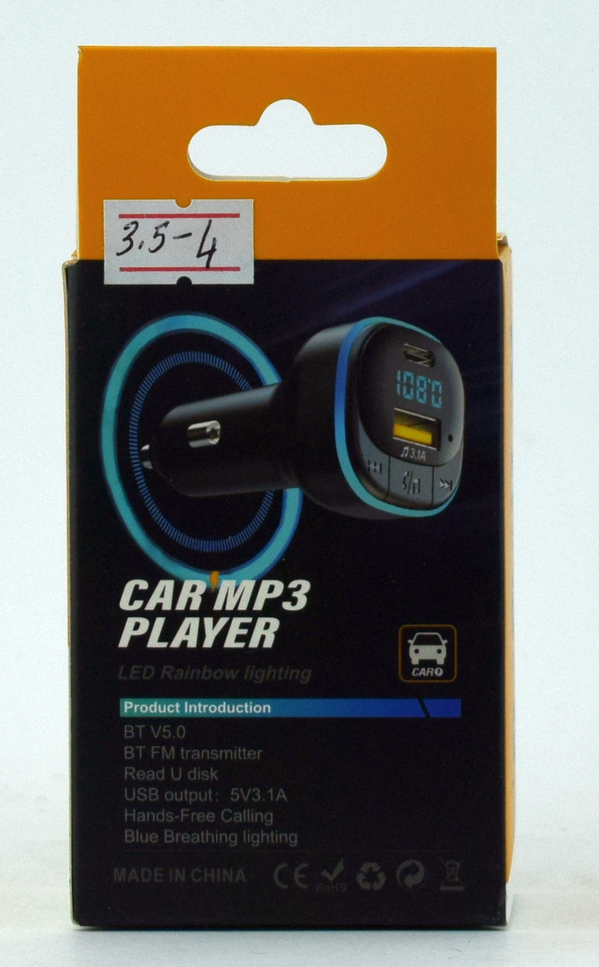 3.5-4
108.0
3.1A
CAR MP3
PLAYER
LED Rainbow lighting
CAR
Product Introduction
BT V5.0
BT FM transmitter
Read U disk
USB output: 5V3.1A
Hands-Free Calling
Blue Breathing lighting
MADE IN CHINA
CE
RoHS